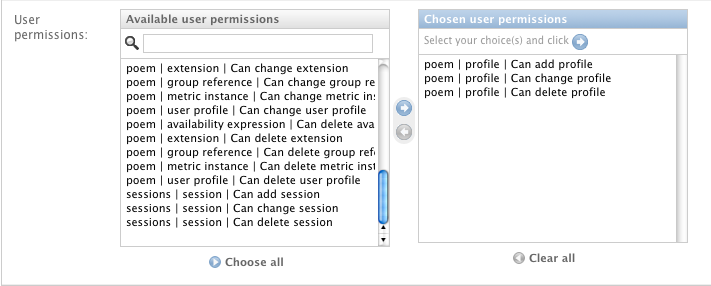 User
permissions:
Available user permissions
poem | extension | Can change extension
poem | group reference | Can change group re
poem | metric instance | Can change metric ins
poem | user profile | Can change user profile
poem | availability expression | Can delete ava
poem | extension | Can delete extension
poem | group reference | Can delete group refe
poem | metric instance | Can delete metric inst
poem | user profile | Can delete user profile
sessions | session | Can add session
sessions | session | Can change session
sessions | session | Can delete session
Choose all
Chosen user permissions
Select your choice(s) and click
poem | profile | Can add profile
poem | profile | Can change profile
poem | profile | Can delete profile
Clear all